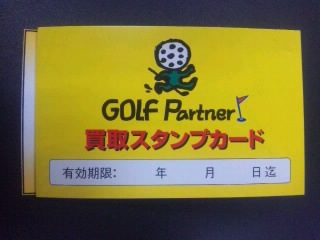 GOLF Partner
買取スタンプカード
有効期限: 年 月 日迄